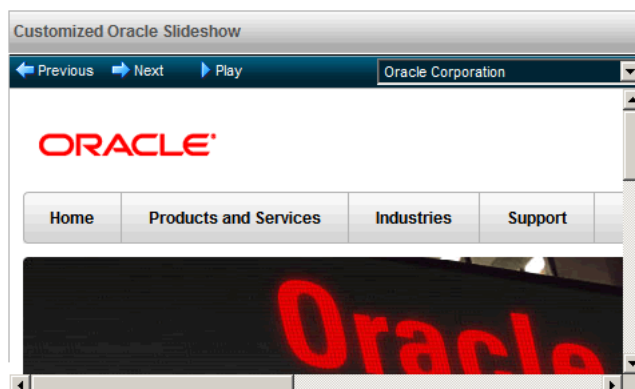 Customized Oracle Slideshow
Previous Next Play Oracle Corporation
ORACLE
Home Products and Services Industries Support
Oracle